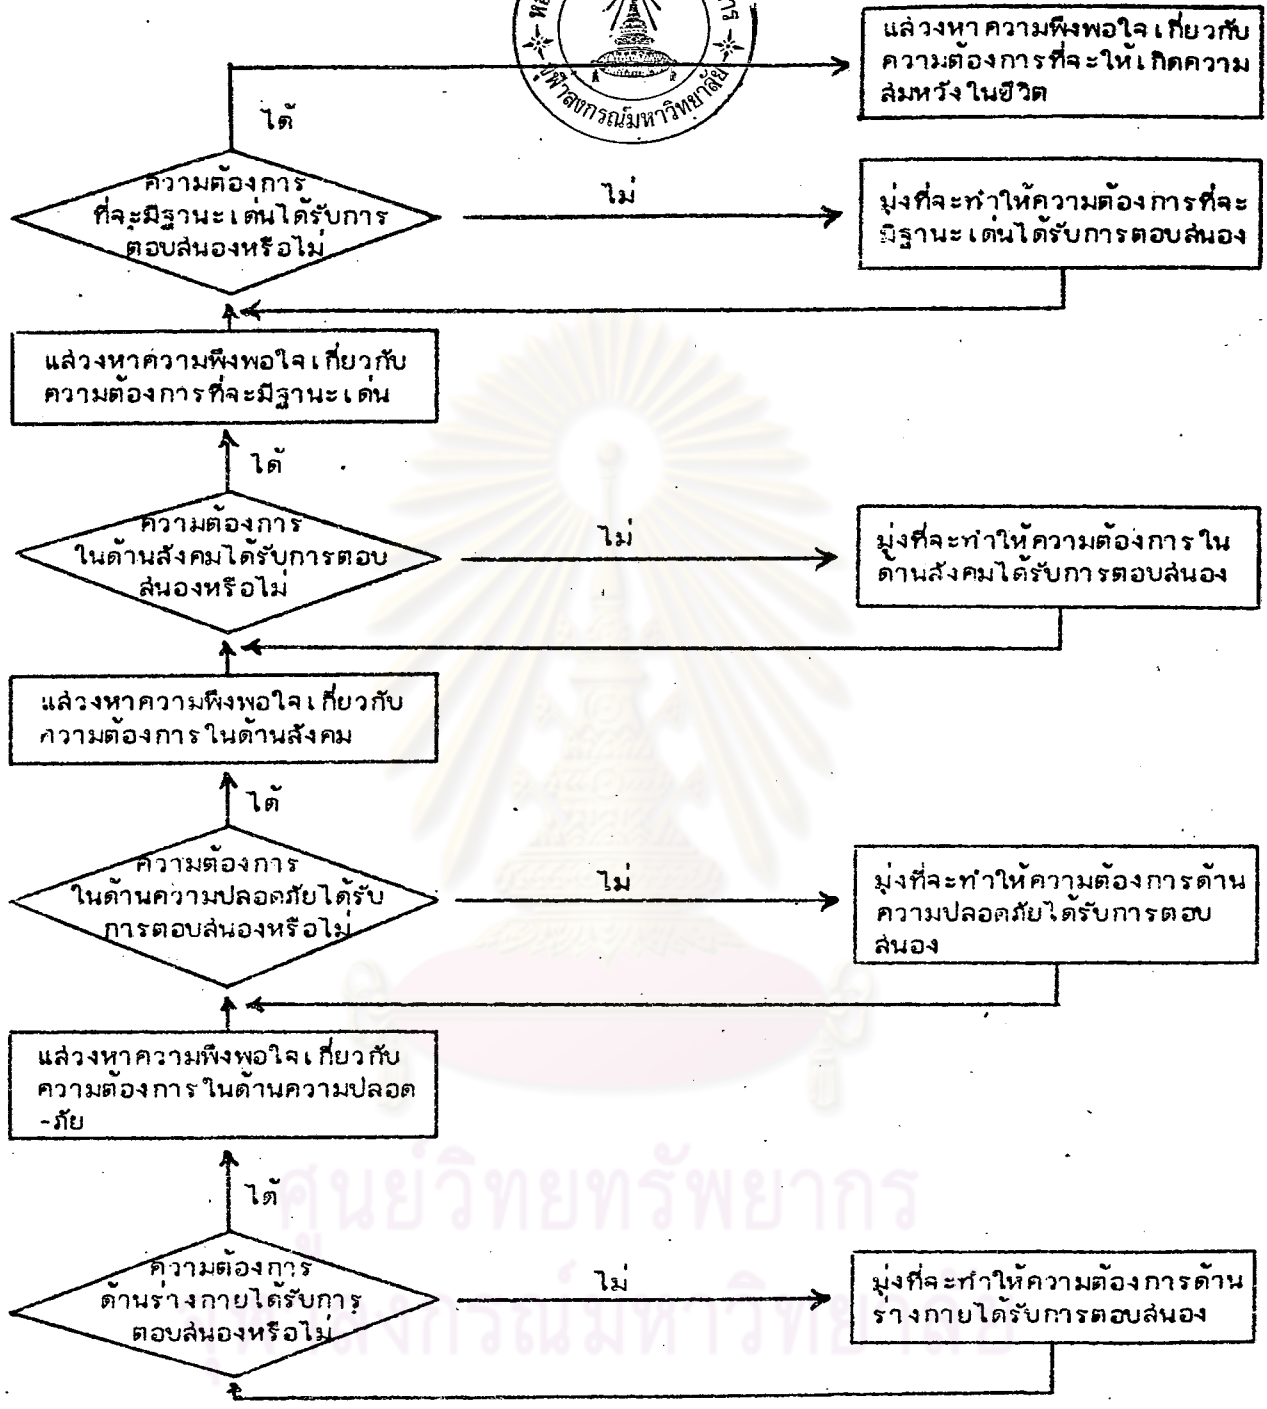 แสวงหาความพึงพอใจเกี่ยวกับ
ความต้องการที่จะให้เกิดความ
สมหวังในชีวิต
จุฬาลงกรณ์มหาวิทยาลัย
ได้
ความต้องการ
ที่จะมีฐานะเด่นได้รับการ
ตอบสนองหรือไม่
ไม่
มุ่งที่จะทำให้ความต้องการที่จะ
มีฐานะเด่นได้รับการตอบสนอง
แสวงหาความพึงพอใจเกี่ยวกับ
ความต้องการที่จะมีฐานะเด่น
ได้
ความต้องการ
ในด้านสังคมได้รับการตอบ
สนองหรือไม่
ไม่
มุ่งที่จะทำให้ความต้องการใน
ด้านสังคมได้รับการตอบสนอง
แสวงหาความพึงพอใจเกี่ยวกับ
ความต้องการในด้านสังคม
ได้
ความต้องการ
ในด้านความปลอดภัยได้รับ
การตอบสนองหรือไม่
ไม่
มุ่งที่จะทำให้ความต้องการด้าน
ความปลอดภัยได้รับการตอบ
สนอง
แสวงหาความพึงพอใจเกี่ยวกับ
ความต้องการในด้านความปลอด
-ภัย
ได้
ความต้องการ
ด้านร่างกายได้รับการ
ตอบสนองหรือไม่
ไม่
มุ่งที่จะทำให้ความต้องการด้าน
ร่างกายได้รับการตอบสนอง
ศูนย์วิทยทรัพยากร
จุฬาลงกรณ์มหาวิทยาลัย